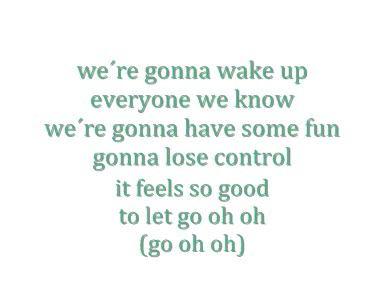 we´re gonna wake up
everyone we know
we´re gonna have some fun
gonna lose control
it feels so good
to let go oh oh
(go oh oh)